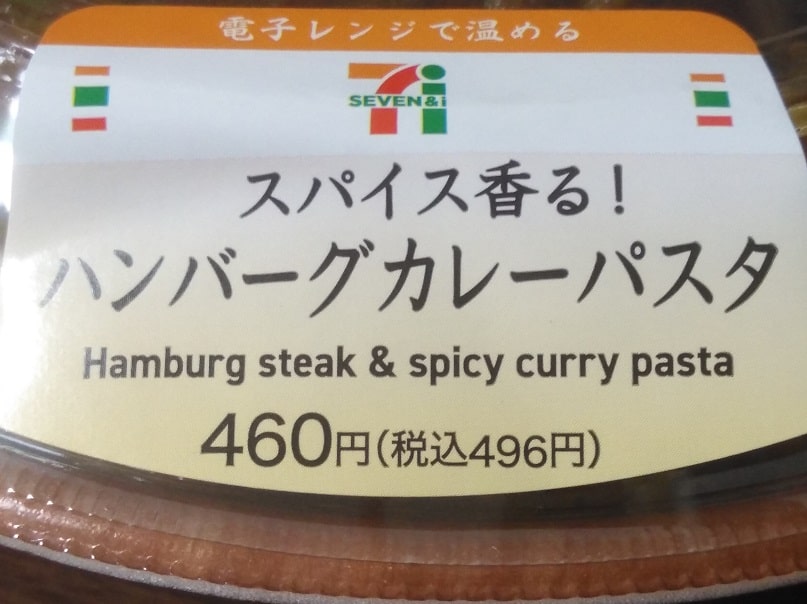 電子レンジで温める
SEVEN&i
スパイス香る!
ハンバーグカレーパスタ
Hamburg steak & spicy curry pasta
460円(税込496円)